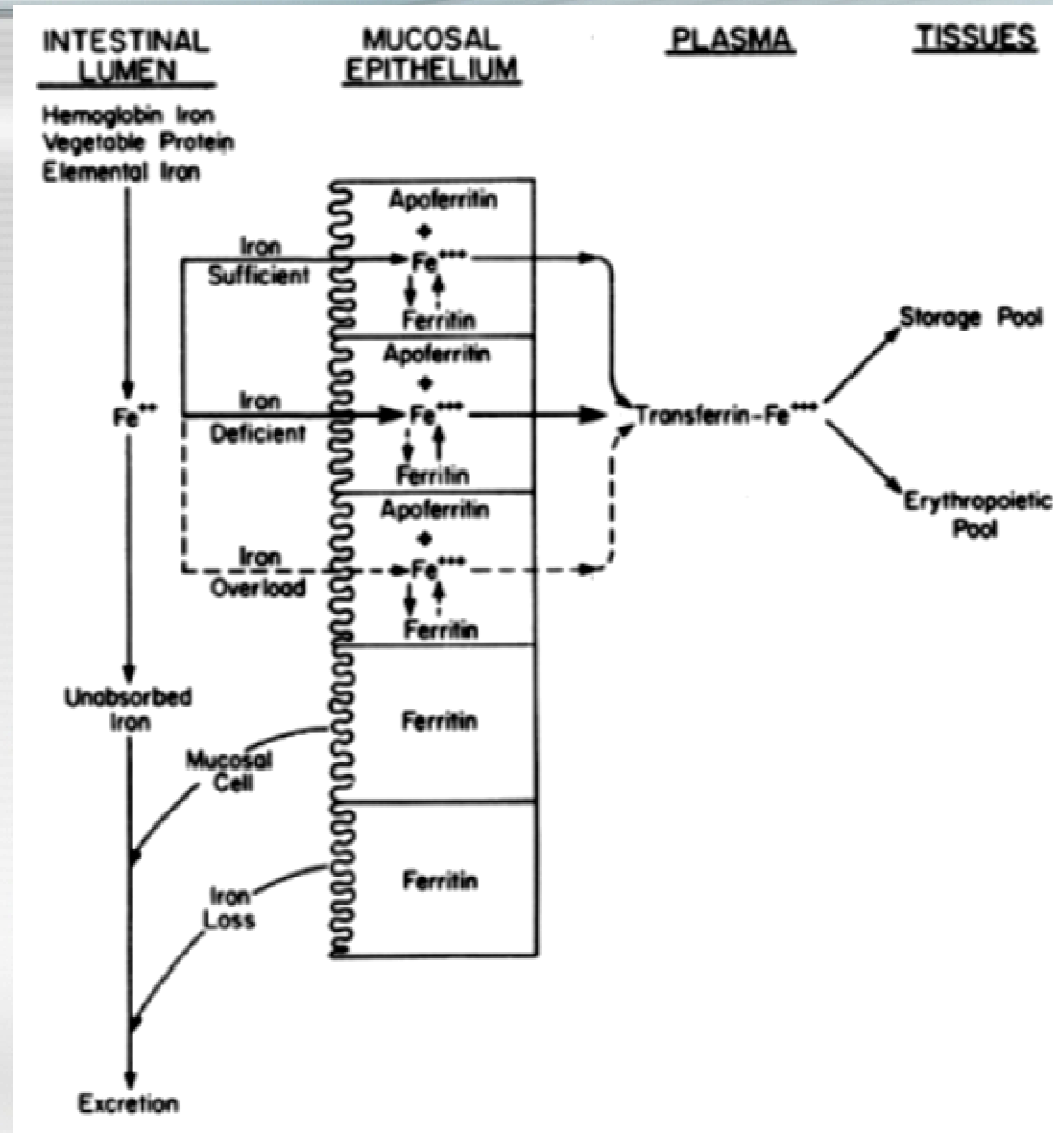 INTESTINAL
LUMEN
MUCOSAL
EPITHELIUM
PLASMA
TISSUES
Hemoglobin Iron
Vegetable Protein
Elemental Iron
Apoferritin
+
Iron
Sufficient
Fe+++
Ferritin
Storage Pool
Apoferritin
+
Fe++
Iron
Deficient
Fe+++
Transferrin-Fe+++
Ferritin
Erythropoietic
Pool
Apoferritin
+
Iron
Overload
Fe+++
Ferritin
Unabsorbed
Iron
Ferritin
Mucosal
Cell
Ferritin
Iron
Loss
Excretion